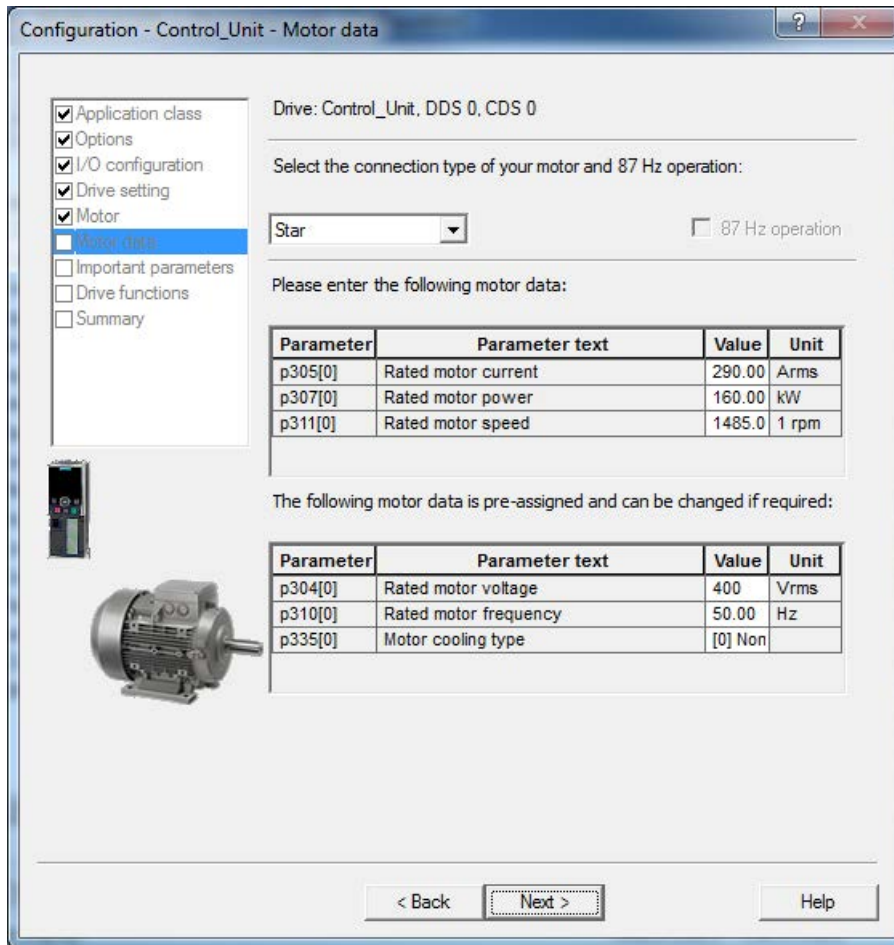 Configuration - Control_Unit - Motor data
Application class
Options
I/O configuration
Drive setting
Motor
Motor data
Important parameters
Drive functions
Summary
Drive: Control_Unit, DDS 0, CDS 0
Select the connection type of your motor and 87 Hz operation:
Star
87 Hz operation
Please enter the following motor data:
Parameter Parameter text Value Unit
p305[0] Rated motor current 290.00 Arms
p307[0] Rated motor power 160.00 kW
p311[0] Rated motor speed 1485.0 1 rpm
The following motor data is pre-assigned and can be changed if required:
Parameter Parameter text Value Unit
p304[0] Rated motor voltage 400 Vrms
p310[0] Rated motor frequency 50.00 Hz
p335[0] Motor cooling type [0] Non
< Back Next > Help